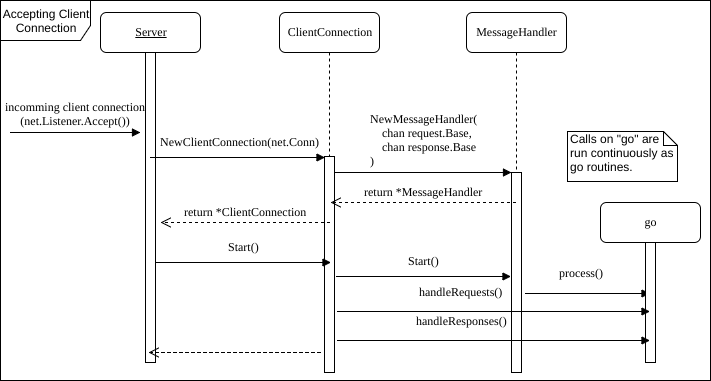 Accepting Client
Connection
Server
ClientConnection
MessageHandler
incomming client connection
(net.Listener.Accept())
NewClientConnection(net.Conn)
NewMessageHandler(
chan request.Base,
chan response.Base
)
Calls on "go" are
run continuously as
go routines.
return *MessageHandler
return *ClientConnection
go
Start()
Start()
process()
handleRequests()
handleResponses()